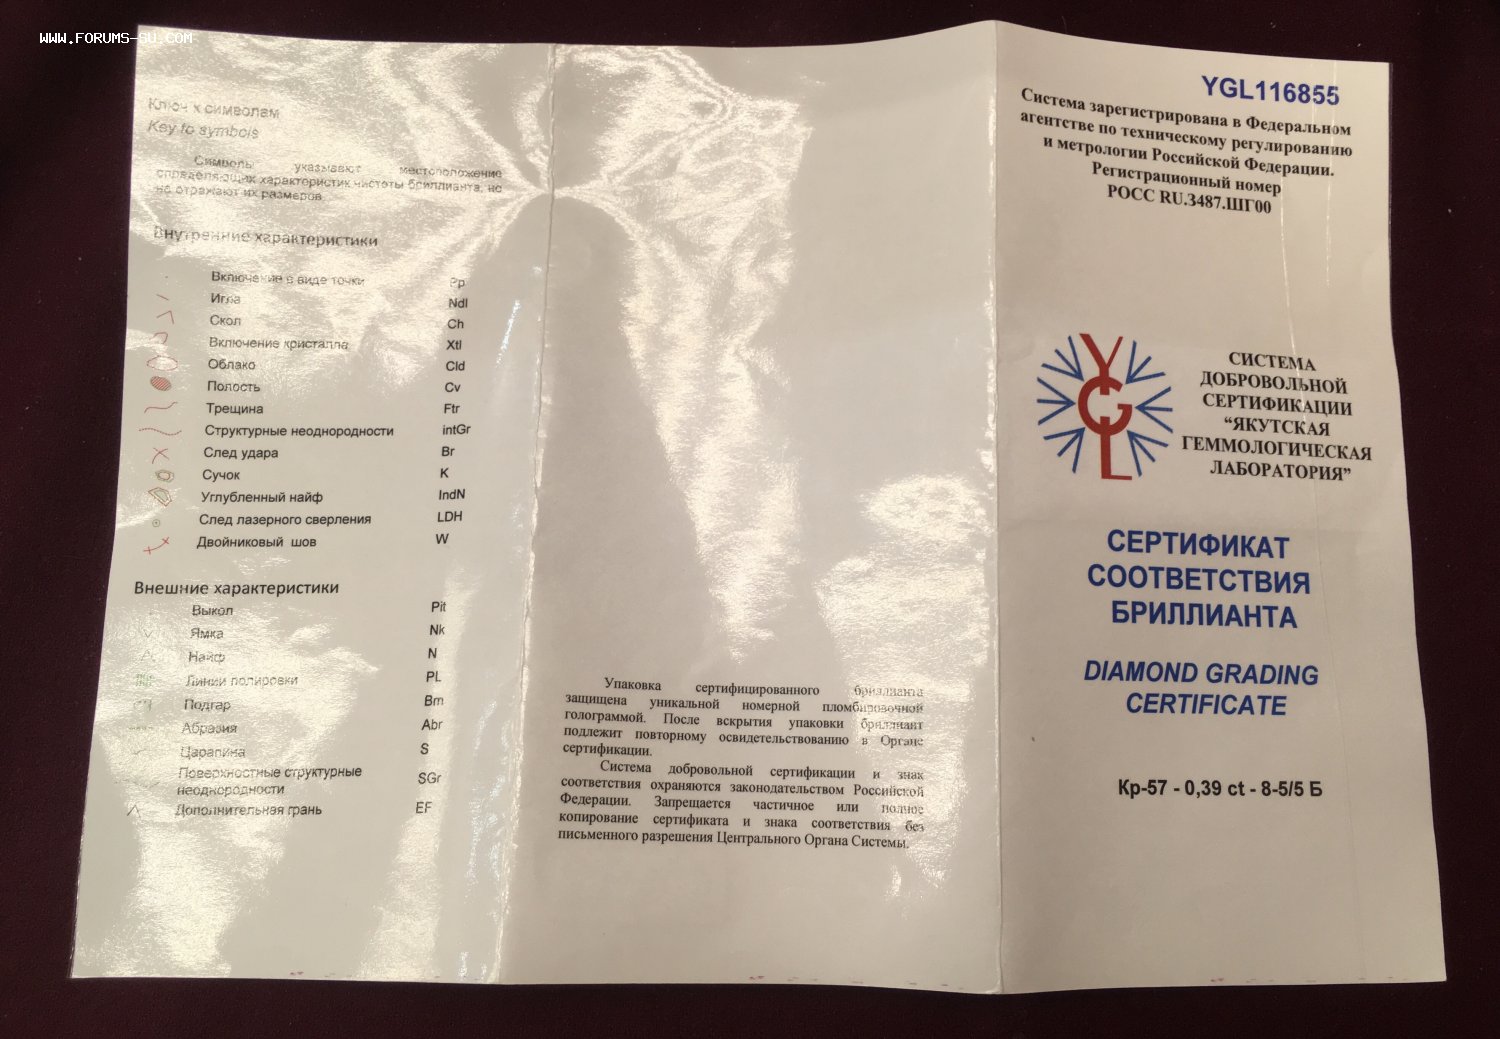 WWW.FORUMS-GU.COM
Ключ к символам
Key to symbols
Символы указывают местоположение
определяющих характеристик чистоты бриллианта, но
не отражают их размеров
Внутренние характеристики
Включение в виде точки Pp
Игла Ndl
Скол Ch
Включение кристалла Xtl
Облако Cld
Полость Cv
Трещина Ftr
Структурные неоднородности intGr
След удара Br
Сучок K
Углубленный найф IndN
След лазерного сверления LDH
Двойниковый шов W
Внешние характеристики
Выкол Pit
Ямка Nk
Найф N
Линии полировки PL
Подгар Bm
Абразия Abr
Царапина S
Поверхностные структурные
неоднородности SGr
Дополнительная грань EF
Упаковка сертифицированного бриллианта
защищена уникальной номерной пломбировочной
голограммой. После вскрытия упаковки бриллиант
подлежит повторному освидетельствованию в Органе
сертификации.
Система добровольной сертификации и знак
соответствия охраняются законодательством Российской
Федерации. Запрещается частичное или полное
копирование сертификата и знака соответствия без
письменного разрешения Центрального Органа Системы.
YGL116855
Система зарегистрирована в Федеральном
агентстве по техническому регулированию
и метрологии Российской Федерации.
Регистрационный номер
РОСС RU.З487.ШГ00
YGL
СИСТЕМА
ДОБРОВОЛЬНОЙ
СЕРТИФИКАЦИИ
“ЯКУТСКАЯ
ГЕММОЛОГИЧЕСКАЯ
ЛАБОРАТОРИЯ”
СЕРТИФИКАТ
СООТВЕТСТВИЯ
БРИЛЛИАНТА
DIAMOND GRADING
CERTIFICATE
Кр-57 - 0,39 ct - 8-5/5 Б